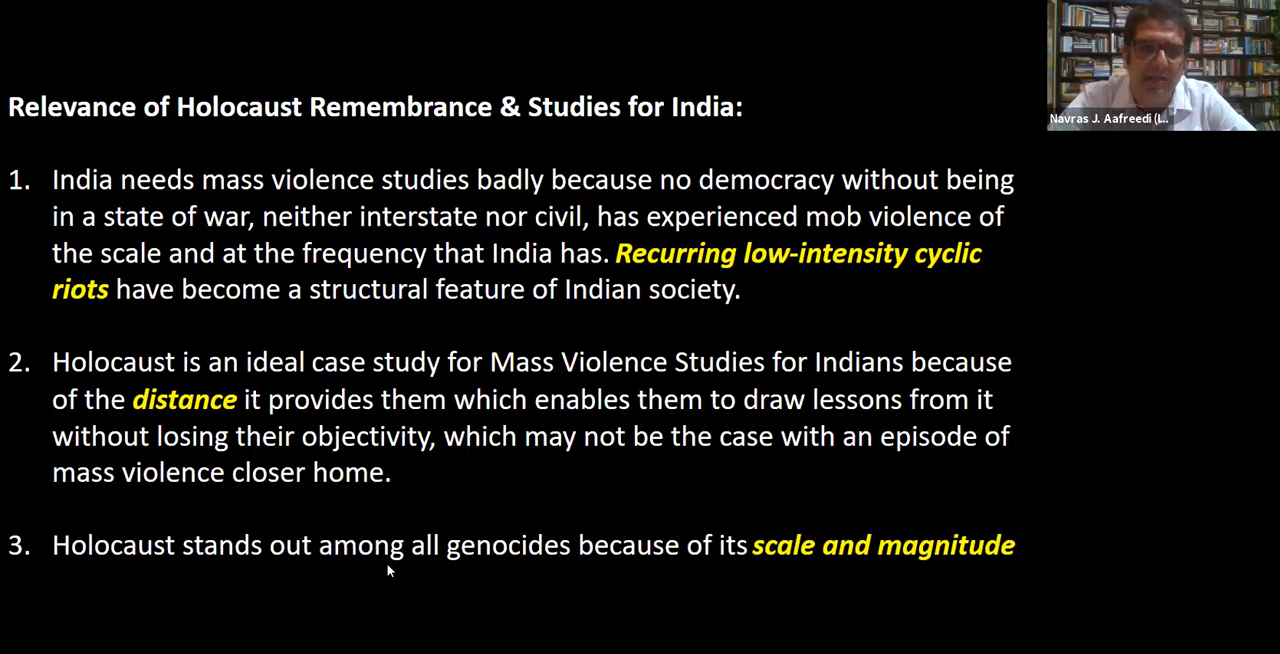 Relevance of Holocaust Remembrance & Studies for India:
1. India needs mass violence studies badly because no democracy without being
in a state of war, neither interstate nor civil, has experienced mob violence of
the scale and at the frequency that India has. Recurring low-intensity cyclic
riots have become a structural feature of Indian society.
2. Holocaust is an ideal case study for Mass Violence Studies for Indians because
of the distance it provides them which enables them to draw lessons from it
without losing their objectivity, which may not be the case with an episode of
mass violence closer home.
3. Holocaust stands out among all genocides because of its scale and magnitude
Navras J. Aafreedi (L...